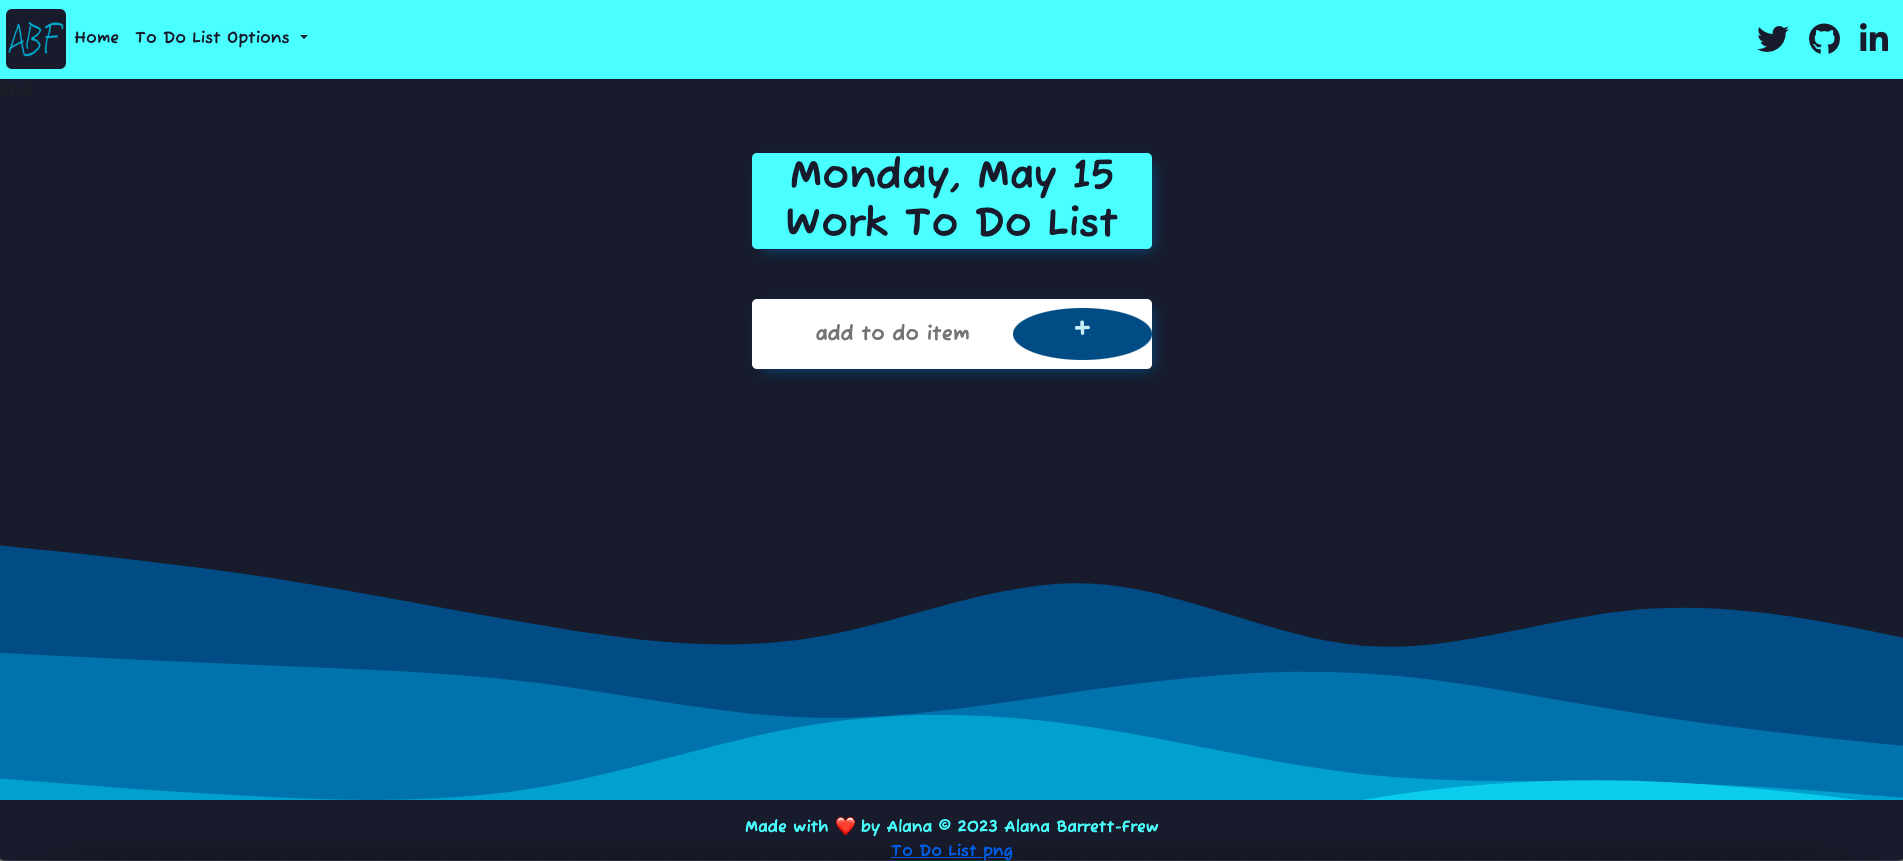 ABF
Home
To Do List Options
save
Monday, May 15
Work To Do List
add to do item
+
Made with ❤️ by Alana © 2023 Alana Barrett-Frew
To Do List png